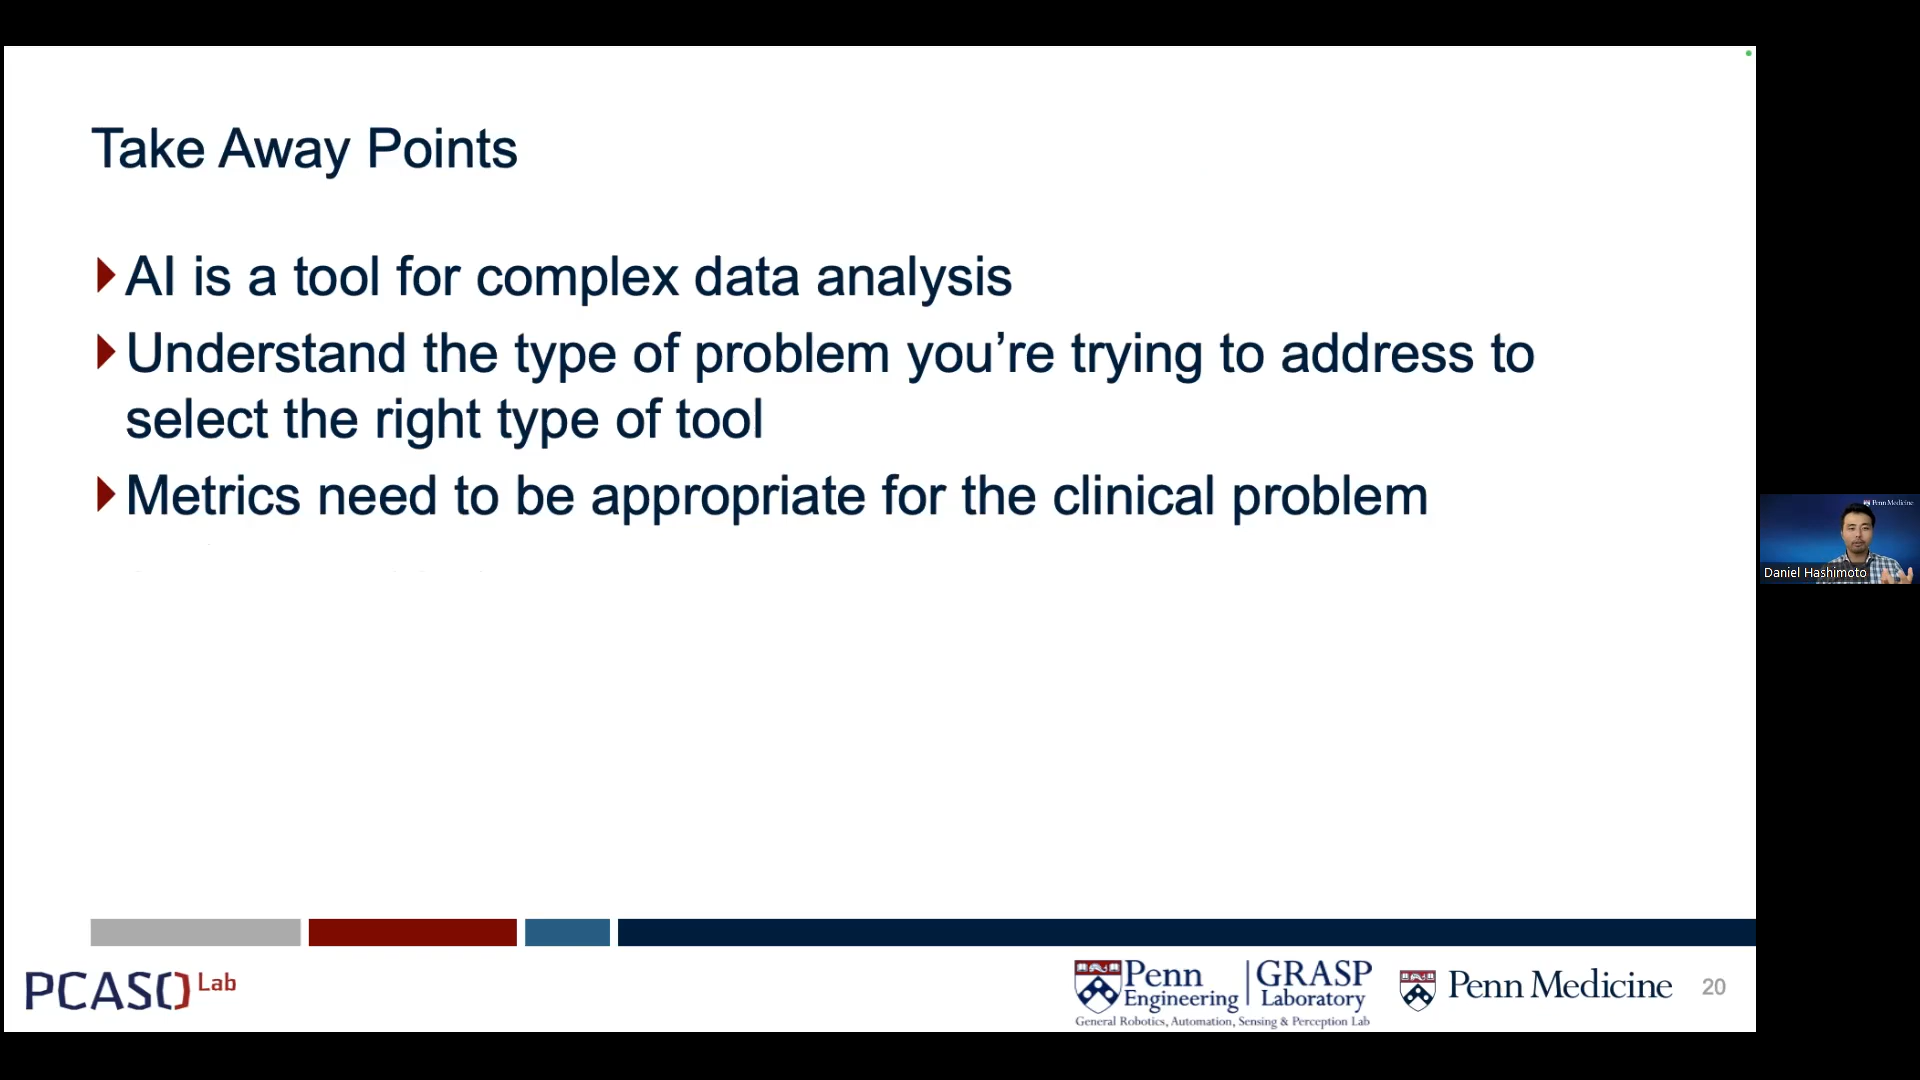 Take Away Points
AI is a tool for complex data analysis
Understand the type of problem you’re trying to address to
select the right type of tool
Metrics need to be appropriate for the clinical problem
Penn Medicine
Daniel Hashimoto
PCASO Lab
Penn
Engineering
GRASP
Laboratory
General Robotics, Automation, Sensing & Perception Lab
Penn Medicine
20